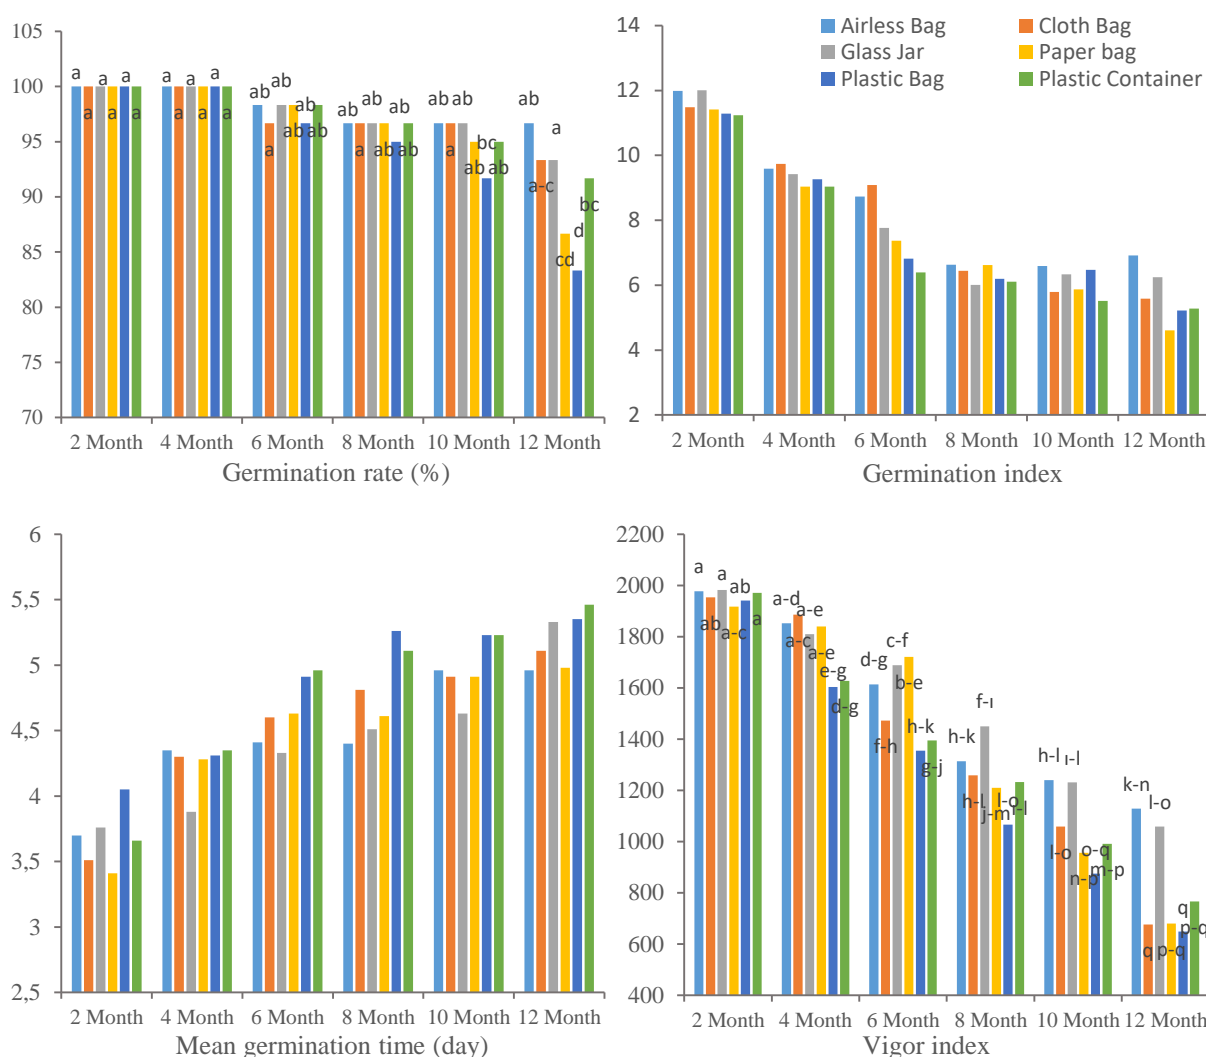 105
100
95
90
85
80
75
70
a a a a a a
a a a a a a
ab a ab ab ab ab
ab a ab ab ab ab
ab a ab ab bc ab
ab a-c a cd d bc
2 Month 4 Month 6 Month 8 Month 10 Month 12 Month
Germination rate (%)
Airless Bag Cloth Bag
Glass Jar Paper bag
Plastic Bag Plastic Container
14
12
10
8
6
4
2
2 Month 4 Month 6 Month 8 Month 10 Month 12 Month
Germination index
6
5,5
5
4,5
4
3,5
3
2,5
2 Month 4 Month 6 Month 8 Month 10 Month 12 Month
Mean germination time (day)
2200
2000
1800
1600
1400
1200
1000
800
600
400
a ab a a-c ab a
a-d a-c a-e a-e e-g d-g
d-g f-h c-f b-e h-k g-j
h-k h-l f-ı j-m l-o ı-l
h-l l-o ı-l n-p o-q m-p
k-n q l-o p-q q p-q
2 Month 4 Month 6 Month 8 Month 10 Month 12 Month
Vigor index